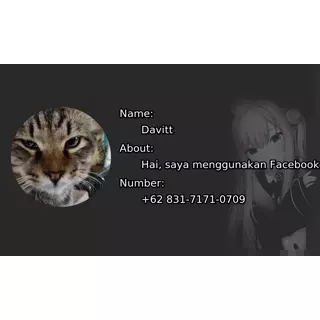 Name:
Davitt
About:
Hai, saya menggunakan Facebook
Number:
+62 831-7171-0709